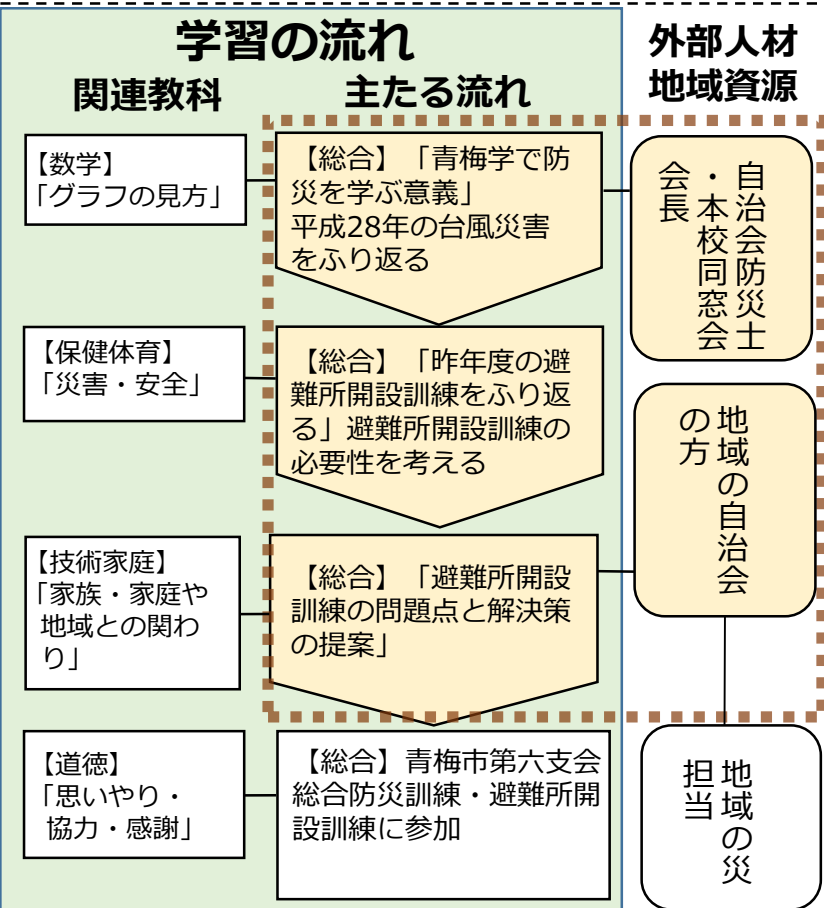 学習の流れ
関連教科
主たる流れ
外部人材
地域資源
【数学】
「グラフの見方」
【総合】「青梅学で防
災を学ぶ意義」
平成28年の台風災害
をふり返る
自治会防災士
・本校同窓会
会長
【保健体育】
「災害・安全」
【総合】「昨年度の避
難所開設訓練をふり返
る」避難所開設訓練の
必要性を考える
地域の自治会
の方
【技術家庭】
「家族・家庭や
地域との関わ
り」
【総合】「避難所開設
訓練の問題点と解決策
の提案」
【道徳】
「思いやり・
協力・感謝」
【総合】青梅市第六支会
総合防災訓練・避難所開
設訓練に参加
地域の災
担当